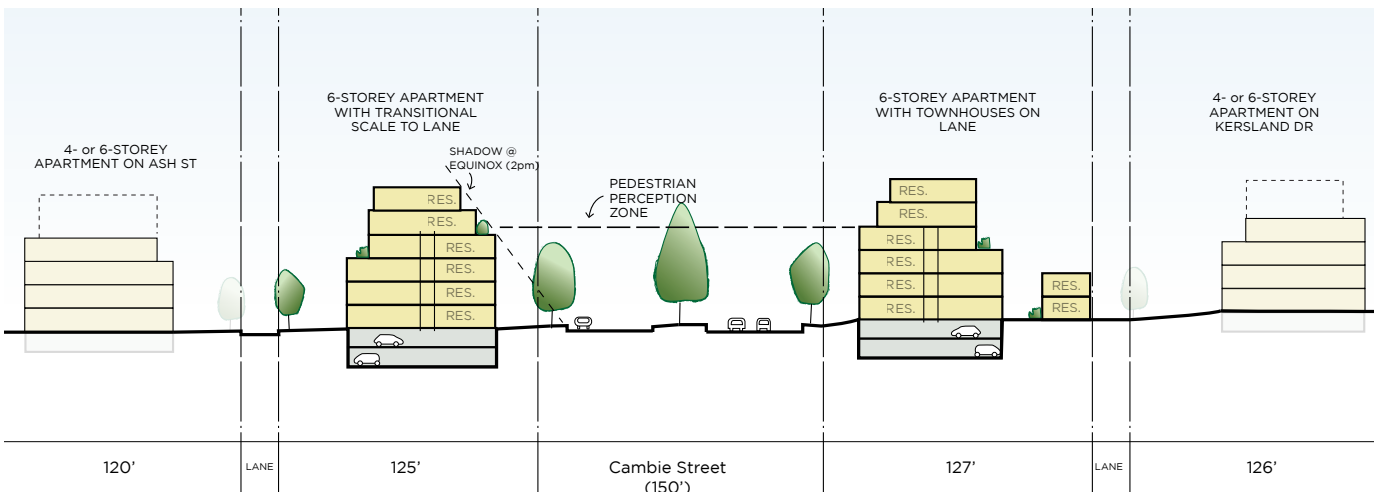 4- or 6-STOREY
APARTMENT ON ASH ST
6-STOREY APARTMENT
WITH TRANSITIONAL
SCALE TO LANE
SHADOW @
EQUINOX (2pm)
PEDESTRIAN
PERCEPTION
ZONE
6-STOREY APARTMENT
WITH TOWNHOUSES ON
LANE
4- or 6-STOREY
APARTMENT ON
KERSLAND DR
RES.
RES.
RES.
RES.
RES.
RES.
RES.
RES.
RES.
RES.
RES.
RES.
RES.
RES.
120’
LANE
125’
Cambie Street
(150’)
127’
LANE
126’